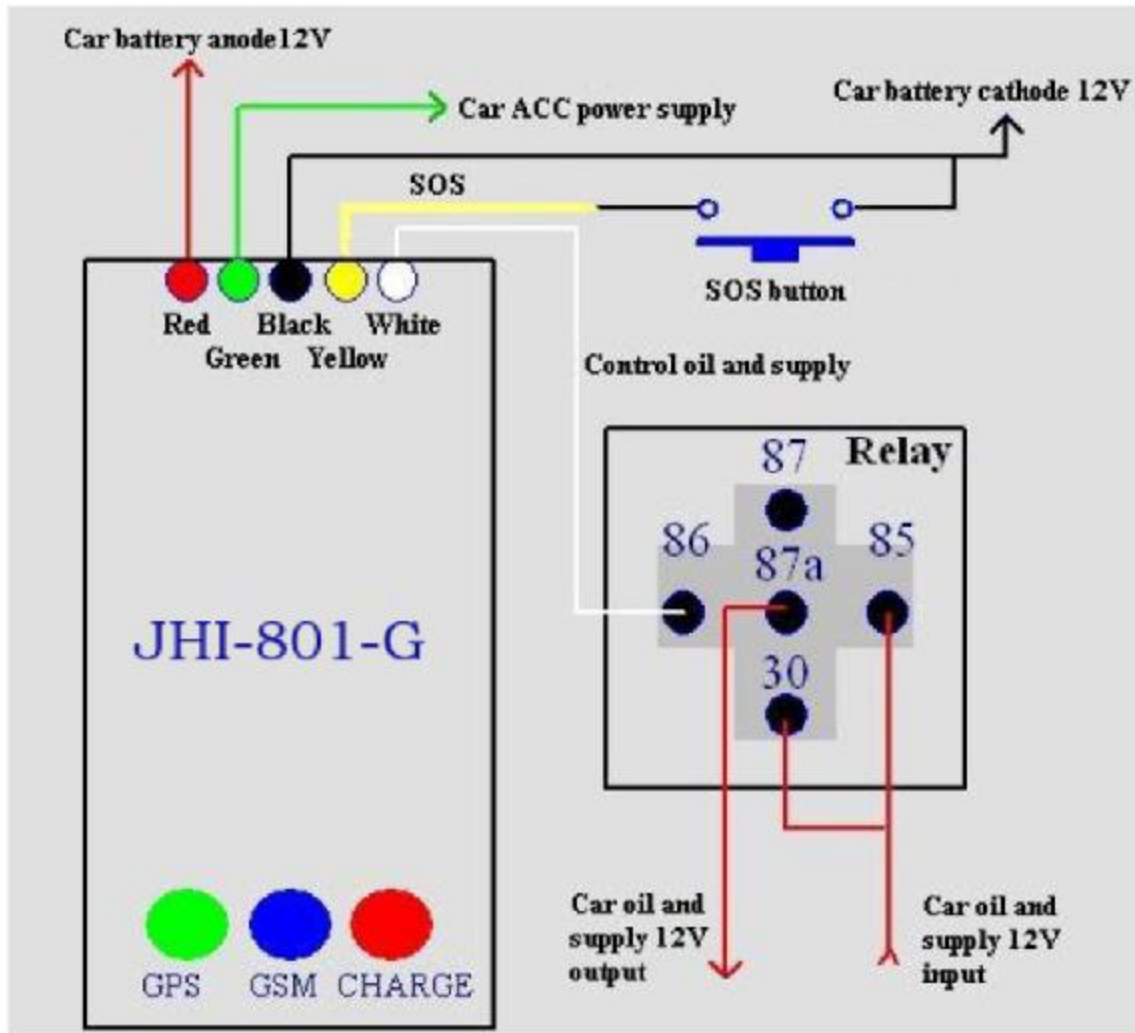 Car battery anode12V
Car ACC power supply
Car battery cathode 12V
SOS
SOS button
Red
Black
White
Green
Yellow
Control oil and supply
Relay
87
86
87a
85
30
JHI-801-G
Car oil and
supply 12V
output
Car oil and
supply 12V
input
GPS
GSM
CHARGE